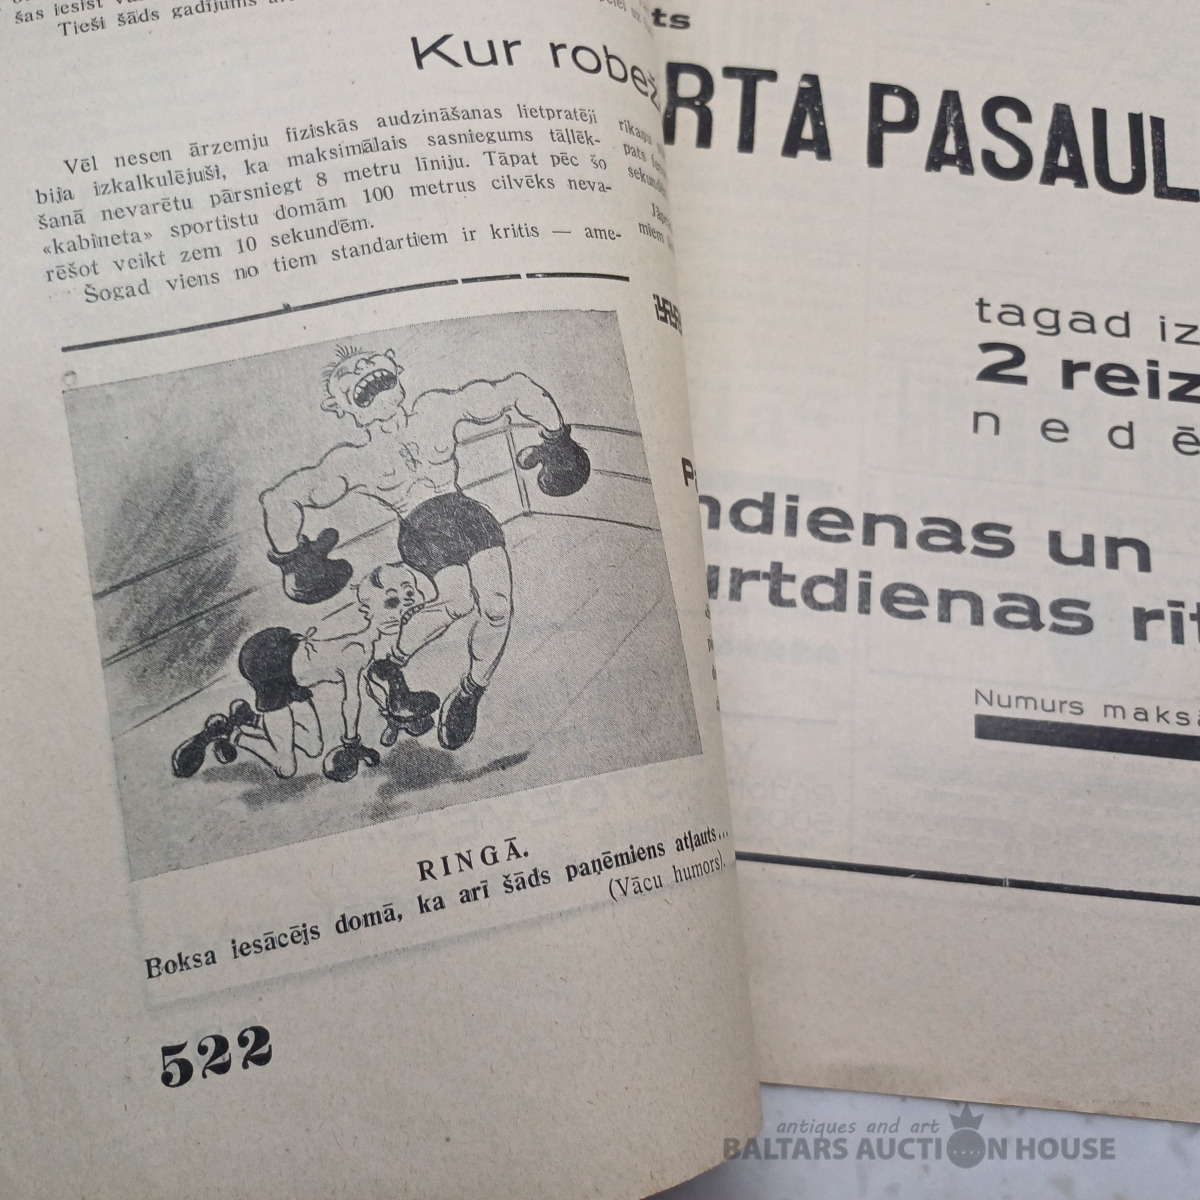 šas iesist
Tieši šāds gadījums
Kur robež
Vēl nesen ārzemju fiziskās audzināšanas lietpratēji
bija izkalkulējuši, ka maksimālais sasniegums tāļlēk-
šanā nevarētu pārsniegt 8 metru līniju. Tāpat pēc šo
«kabineta» sportistu domām 100 metrus cilvēks neva-
rēšot veikt zem 10 sekundēm.
Šogad viens no tiem standartiem ir kritis — ame-
rikaņu
pats
miem
RINGĀ.
Boksa iesācējs domā, ka arī šāds paņēmiens atļauts...
(Vācu humors).
522
ts
RTA PASAUL
tagad iz
2 reiz
nedē
ndienas un
urtdienas rīt
Numurs maksā
antiques and art
BALTARS AUCTION HOUSE